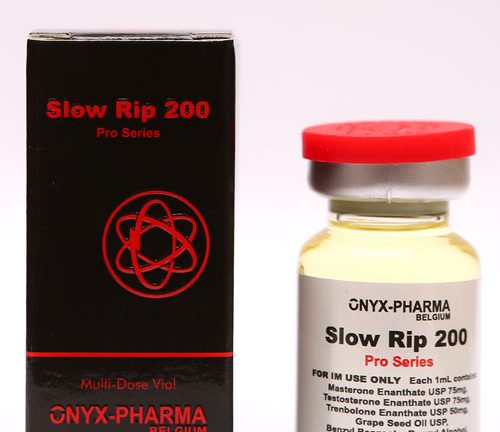 Slow Rip 200
Pro Series
Multi-Dose Vial
ONYX-PHARMA
BELGIUM
ONYX-PHARMA
BELGIUM
Slow Rip 200
Pro Series
FOR IM USE ONLY Each 1mL
Masterone Enanthate USP 75mg,
Testosterone Enanthate USP 75mg,
Trenbolone Enanthate USP 50mg,
Grape Seed Oil USP,
Benzyl